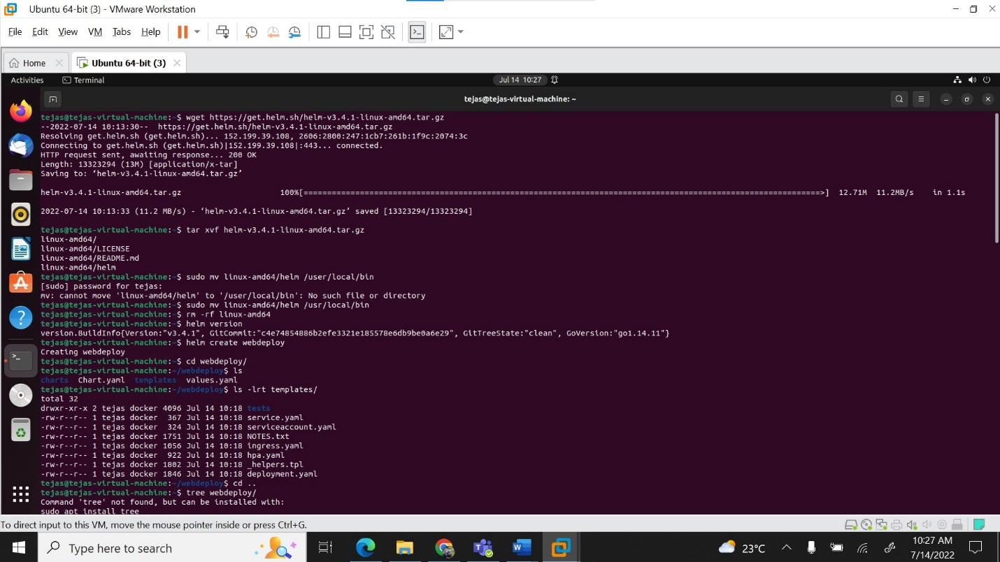 Ubuntu 64-bit (3) - VMware Workstation
File Edit View VM Tabs Help
Home
Ubuntu 64-bit (3)
Activities
Terminal
Jul 14 10:27
tejas@tejas-virtual-machine: ~
tejas@tejas-virtual-machine:~$ wget https://get.helm.sh/helm-v3.4.1-linux-amd64.tar.gz
--2022-07-14 10:13:30-- https://get.helm.sh/helm-v3.4.1-linux-amd64.tar.gz
Resolving get.helm.sh (get.helm.sh)... 152.199.39.108, 2606:2800:247:1cb7:261b:1f9c:2074:3c
Connecting to get.helm.sh (get.helm.sh)|152.199.39.108|:443... connected.
HTTP request sent, awaiting response... 200 OK
Length: 13323294 (13M) [application/x-tar]
Saving to: ‘helm-v3.4.1-linux-amd64.tar.gz’
helm-v3.4.1-linux-amd64.tar.gz 100%[==============================================================================================================>] 12.71M 11.2MB/s in 1.1s
2022-07-14 10:13:33 (11.2 MB/s) - ‘helm-v3.4.1-linux-amd64.tar.gz’ saved [13323294/13323294]
tejas@tejas-virtual-machine:~$ tar xvf helm-v3.4.1-linux-amd64.tar.gz
linux-amd64/
linux-amd64/LICENSE
linux-amd64/README.md
linux-amd64/helm
tejas@tejas-virtual-machine:~$ sudo mv linux-amd64/helm /user/local/bin
[sudo] password for tejas:
mv: cannot move 'linux-amd64/helm' to '/user/local/bin': No such file or directory
tejas@tejas-virtual-machine:~$ sudo mv linux-amd64/helm /usr/local/bin
tejas@tejas-virtual-machine:~$ rm -rf linux-amd64
tejas@tejas-virtual-machine:~$ helm version
version.BuildInfo{Version:"v3.4.1", GitCommit:"c4e74854886b2efe3321e185578e6db9be0a6e29", GitTreeState:"clean", GoVersion:"go1.14.11"}
tejas@tejas-virtual-machine:~$ helm create webdeploy
Creating webdeploy
tejas@tejas-virtual-machine:~$ cd webdeploy/
tejas@tejas-virtual-machine:~/webdeploy$ ls
charts Chart.yaml templates values.yaml
tejas@tejas-virtual-machine:~/webdeploy$ ls -lrt templates/
total 32
drwxr-xr-x 2 tejas docker 4096 Jul 14 10:18 tests
-rw-r--r-- 1 tejas docker 367 Jul 14 10:18 service.yaml
-rw-r--r-- 1 tejas docker 324 Jul 14 10:18 serviceaccount.yaml
-rw-r--r-- 1 tejas docker 1751 Jul 14 10:18 NOTES.txt
-rw-r--r-- 1 tejas docker 1056 Jul 14 10:18 ingress.yaml
-rw-r--r-- 1 tejas docker 922 Jul 14 10:18 hpa.yaml
-rw-r--r-- 1 tejas docker 1802 Jul 14 10:18 _helpers.tpl
-rw-r--r-- 1 tejas docker 1846 Jul 14 10:18 deployment.yaml
tejas@tejas-virtual-machine:~/webdeploy$ cd ..
tejas@tejas-virtual-machine:~$ tree webdeploy/
Command 'tree' not found, but can be installed with:
sudo apt install tree
To direct input to this VM, move the mouse pointer inside or press Ctrl+G.
Type here to search
23°C
10:27 AM
7/14/2022